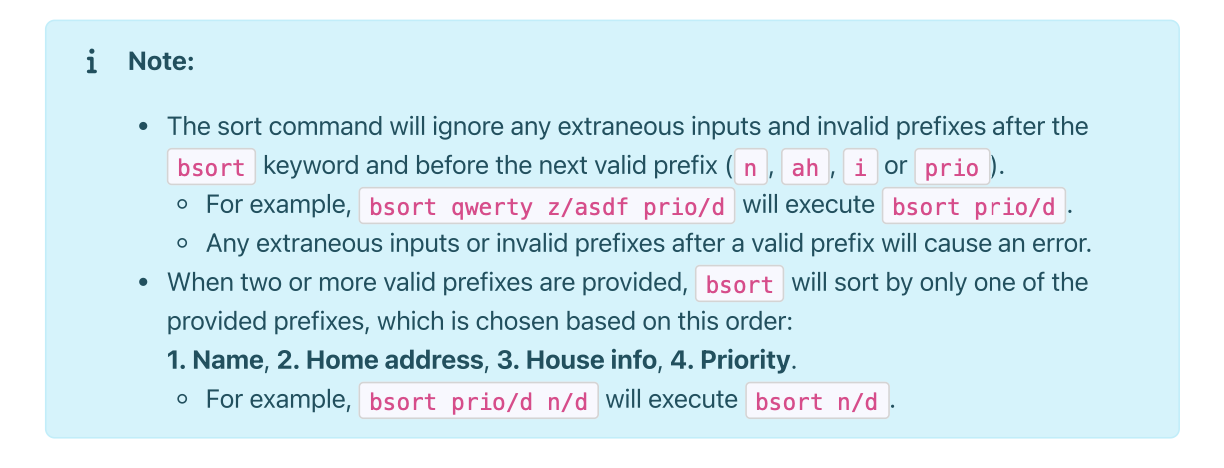 i Note:
• The sort command will ignore any extraneous inputs and invalid prefixes after the
bsort keyword and before the next valid prefix ( n , ah , i or prio ).
◦ For example, bsort qwerty z/asdf prio/d will execute bsort prio/d .
◦ Any extraneous inputs or invalid prefixes after a valid prefix will cause an error.
• When two or more valid prefixes are provided, bsort will sort by only one of the
provided prefixes, which is chosen based on this order:
1. Name, 2. Home address, 3. House info, 4. Priority.
◦ For example, bsort prio/d n/d will execute bsort n/d .